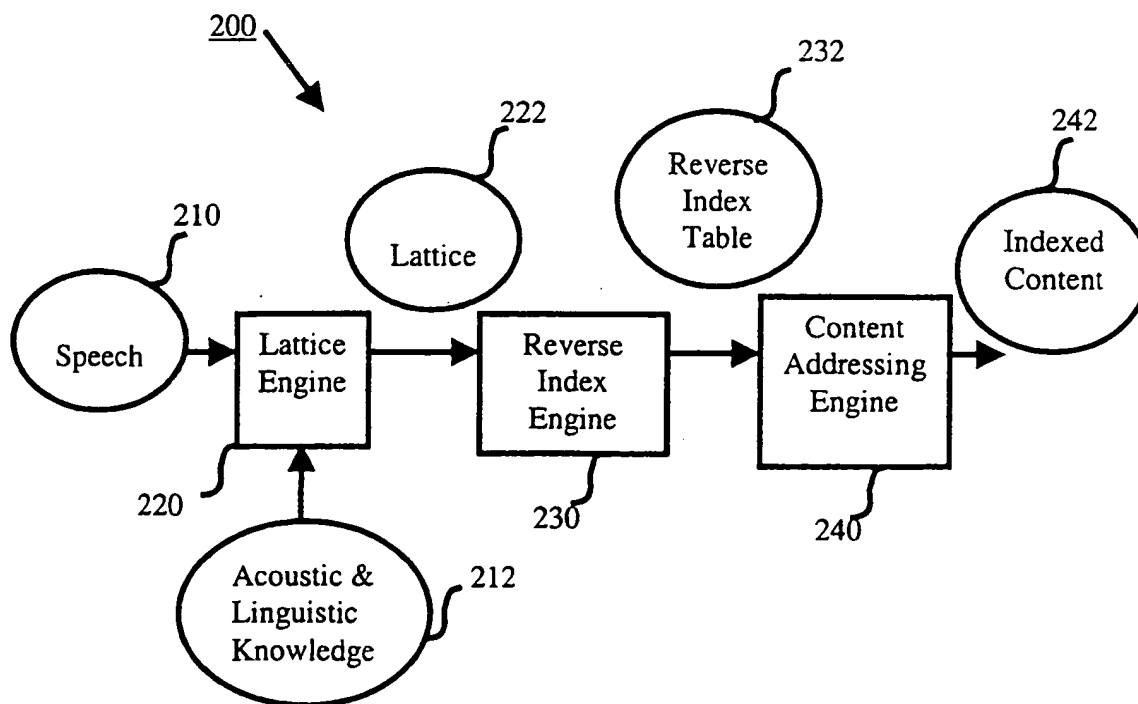 200
232
222
242
210
Reverse
Index
Table
Indexed
Content
Lattice
Speech
Lattice
Engine
Reverse
Index
Engine
Content
Addressing
Engine
220
230
240
Acoustic &
Linguistic
Knowledge
212